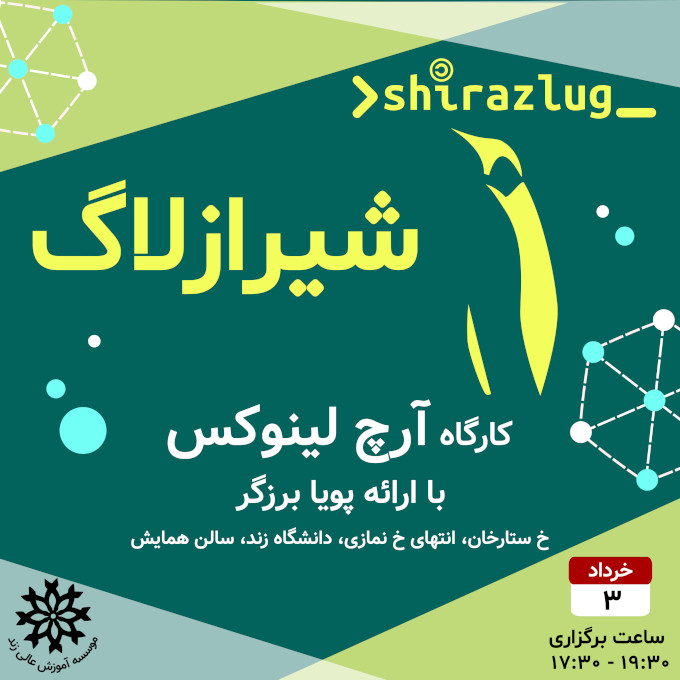 >shirazlug_
شیرازلاگ
کارگاه آرچ لینوکس
با ارائه پویا برزگر
خ ستارخان، انتهای خ نمازی، دانشگاه زند، سالن همایش
خرداد
۳
ساعت برگزاری
۱۷:۳۰ - ۱۹:۳۰
موسسه آموزش عالی زند